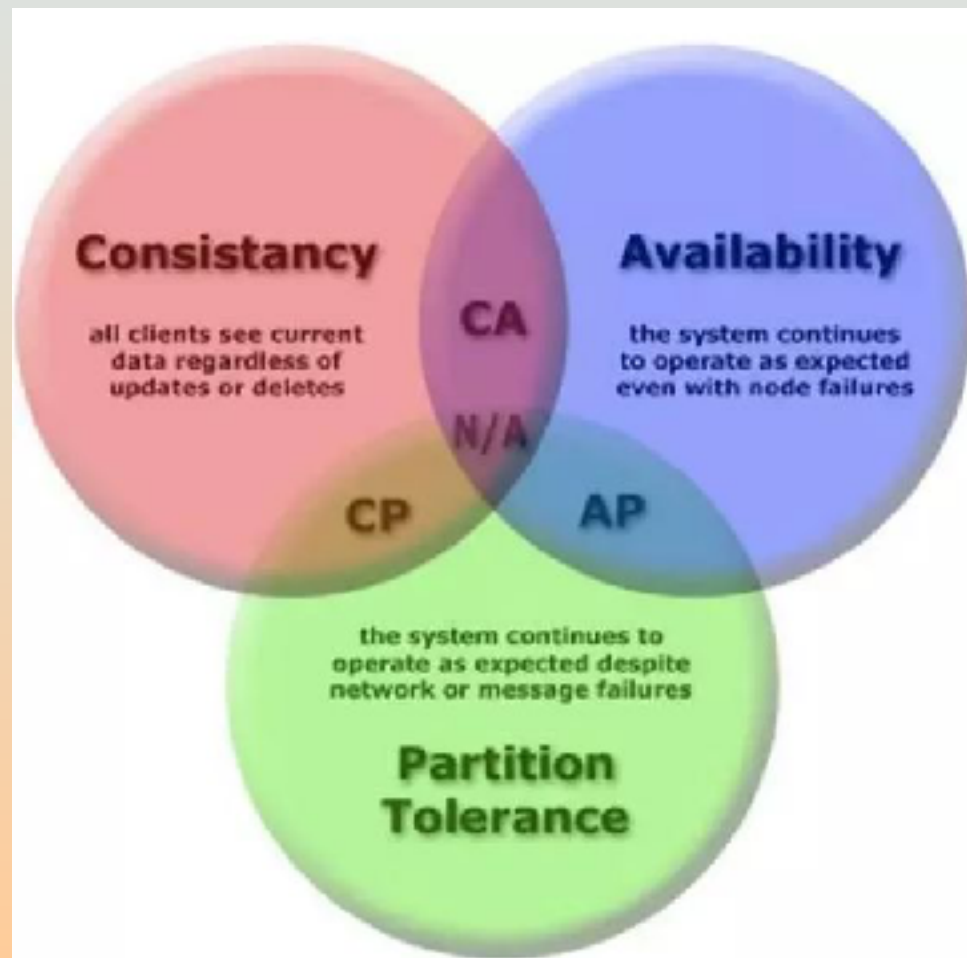 Consistancy
all clients see current
data regardless of
updates or deletes
CA
Availability
the system continues
to operate as expected
even with node failures
N/A
CP
AP
the system continues to
operate as expected despite
network or message failures
Partition
Tolerance